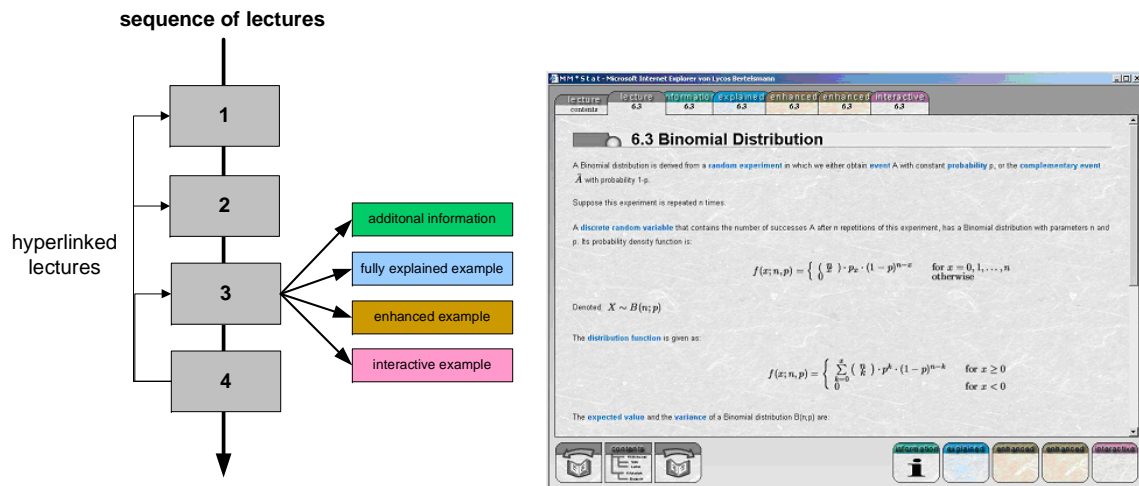 sequence of lectures
1
2
3
4
hyperlinked
lectures
additonal information
fully explained example
enhanced example
interactive example
MM*Stat - Microsoft Internet Explorer von Lycos Bertelsmann
lecture contents
lecture 6.3
nformation 6.3
explained 6.3
enhanced 6.3
enhanced 6.3
interactive 6.3
6.3 Binomial Distribution
A Binomial distribution is derived from a random experiment in which we either obtain event A with constant probability p, or the complementary event
Ā with probability 1-p.
Suppose this experiment is repeated n times.
A discrete random variable that contains the number of successes A after n repetitions of this experiment, has a Binomial distribution with parameters n and
p. Its probability density function is:
f(x; n, p) = { (n x) · p_x · (1 − p)^{n−x} for x = 0, 1, . . . , n
0 otherwise
Denoted X ∼ B(n; p)
The distribution function is given as:
f(x; n, p) = { ∑_{k=0}^{x} (n k) · p^k · (1 − p)^{n−k} for x ≥ 0
0 for x < 0
The expected value and the variance of a Binomial distribution B(n;p) are:
contents
information
explained
enhanced
enhanced
interactive